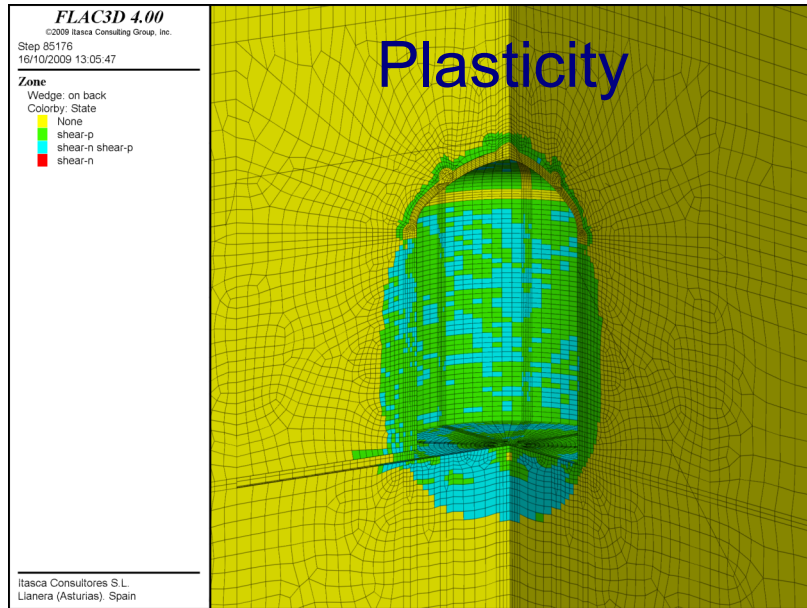 FLAC3D 4.00
©2009 Itasca Consulting Group, Inc.
Step 85176
16/10/2009 13:05:47
Zone
Wedge: on back
Colorby: State
None
shear-p
shear-n shear-p
shear-n
Plasticity
Itasca Consultores S.L.
Llanera (Asturias). Spain